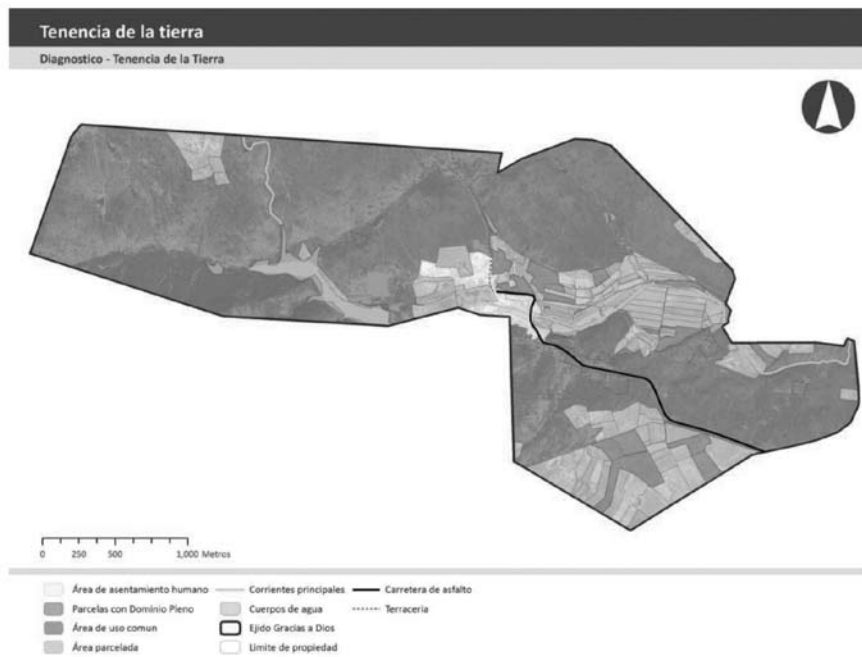 Tenencia de la tierra
Diagnostico - Tenencia de la Tierra
0 250 500 1,000 Metros
Área de asentamiento humano
Parcelas con Dominio Pleno
Área de uso comun
Área parcelada
Corrientes principales
Cuerpos de agua
Ejido Gracias a Dios
Limite de propiedad
Carretera de asfalto
Terraceria